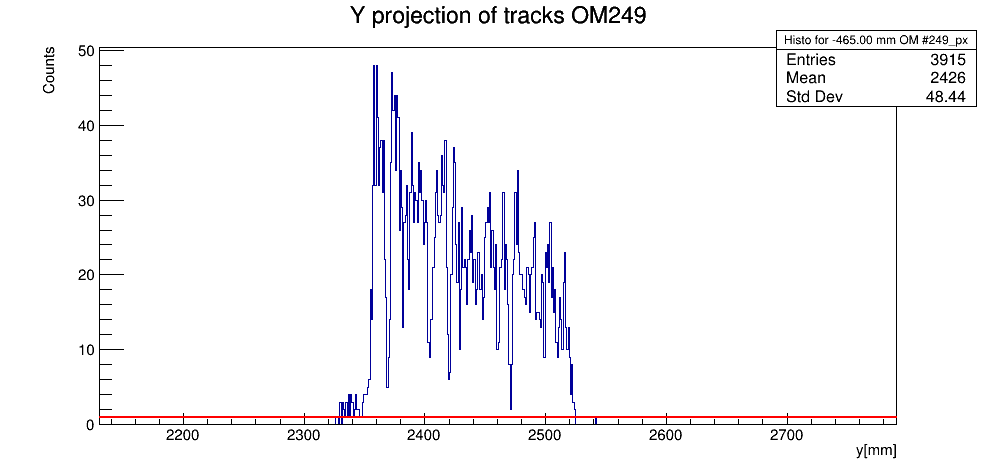 Y projection of tracks OM249
Histo for -465.00 mm OM #249_px
Entries 3915
Mean 2426
Std Dev 48.44
Counts
50
40
30
20
10
0
2200 2300 2400 2500 2600 2700
y[mm]